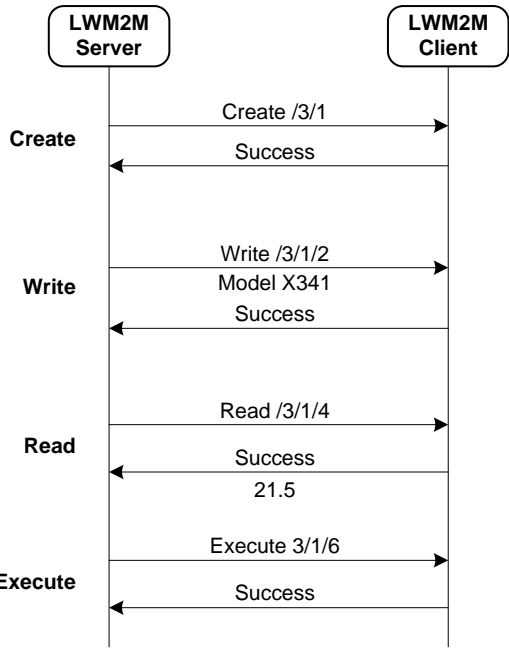 LWM2M
Server
LWM2M
Client
Create
Create /3/1
Success
Write
Write /3/1/2
Model X341
Success
Read
Read /3/1/4
Success
21.5
Execute
Execute 3/1/6
Success